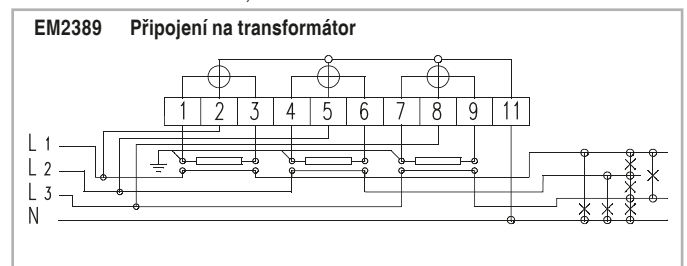 EM2389 Připojení na transformátor
1 2 3 4 5 6 7 8 9 11
L 1
L 2
L 3
N